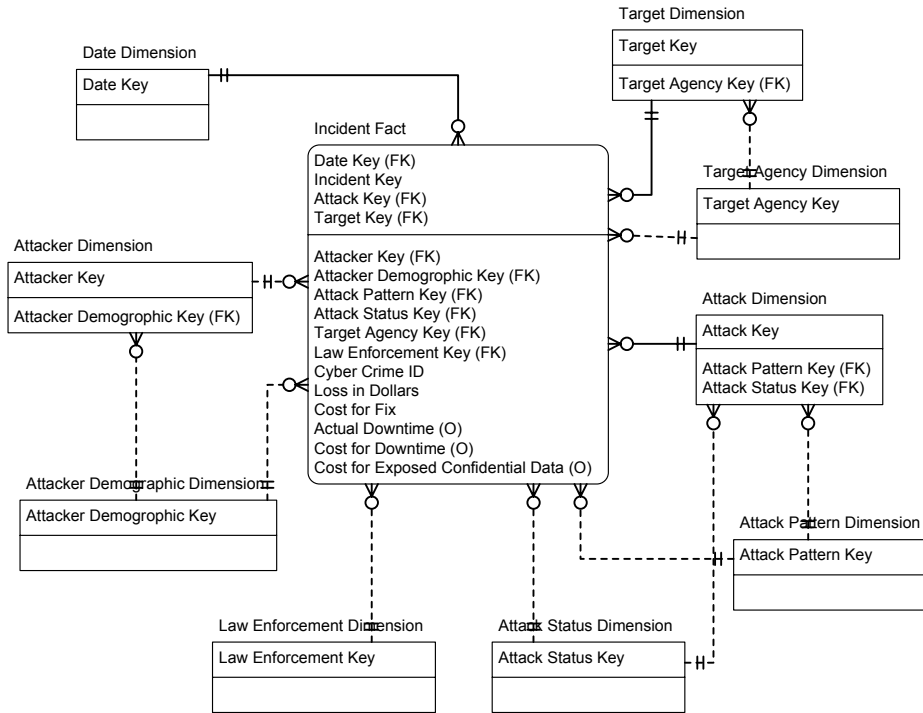 Date Dimension
Date Key
Target Dimension
Target Key
Target Agency Key (FK)
Incident Fact
Date Key (FK)
Incident Key
Attack Key (FK)
Target Key (FK)
Attacker Key (FK)
Attacker Demogrophic Key (FK)
Attack Pattern Key (FK)
Attack Status Key (FK)
Target Agency Key (FK)
Law Enforcement Key (FK)
Cyber Crime ID
Loss in Dollars
Cost for Fix
Actual Downtime (O)
Cost for Downtime (O)
Cost for Exposed Confidential Data (O)
Target Agency Dimension
Target Agency Key
Attacker Dimension
Attacker Key
Attacker Demogrophic Key (FK)
Attack Dimension
Attack Key
Attack Pattern Key (FK)
Attack Status Key (FK)
Attacker Demographic Dimension
Attacker Demogrophic Key
Attack Pattern Dimension
Attack Pattern Key
Law Enforcement Dimension
Law Enforcement Key
Attack Status Dimension
Attack Status Key